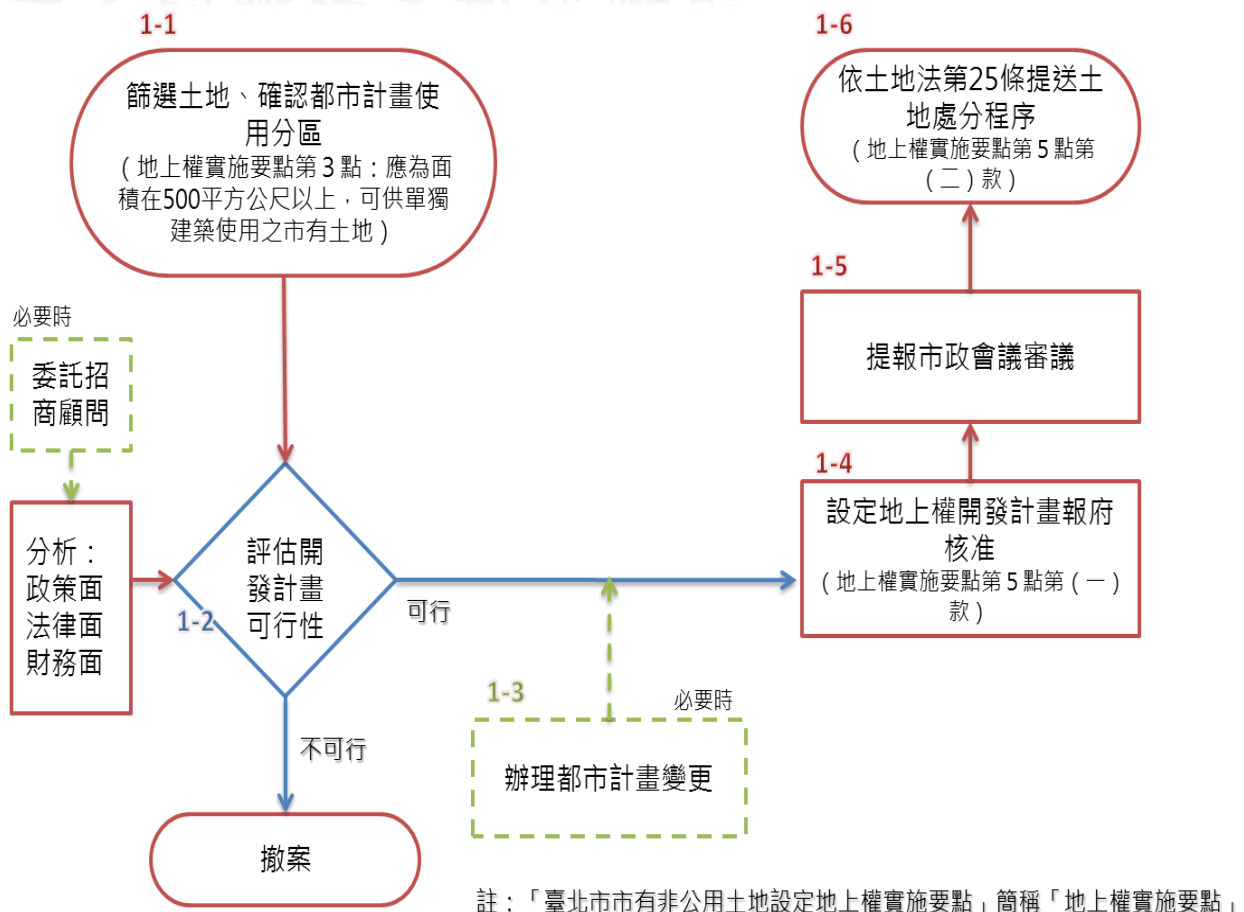 1-1
篩選土地、確認都市計畫使
用分區
(地上權實施要點第3點：應為面
積在500平方公尺以上，可供單獨
建築使用之市有土地)
必要時
委託招
商顧問
分析：
政策面
法律面
財務面
1-2
評估開
發計畫
可行性
可行
不可行
撤案
1-3
必要時
辦理都市計畫變更
1-4
設定地上權開發計畫報府
核准
(地上權實施要點第5點第(一)
款)
1-5
提報市政會議審議
1-6
依土地法第25條提送土
地處分程序
(地上權實施要點第5點第
(二)款)
註：「臺北市市有非公用土地設定地上權實施要點」簡稱「地上權實施要點」